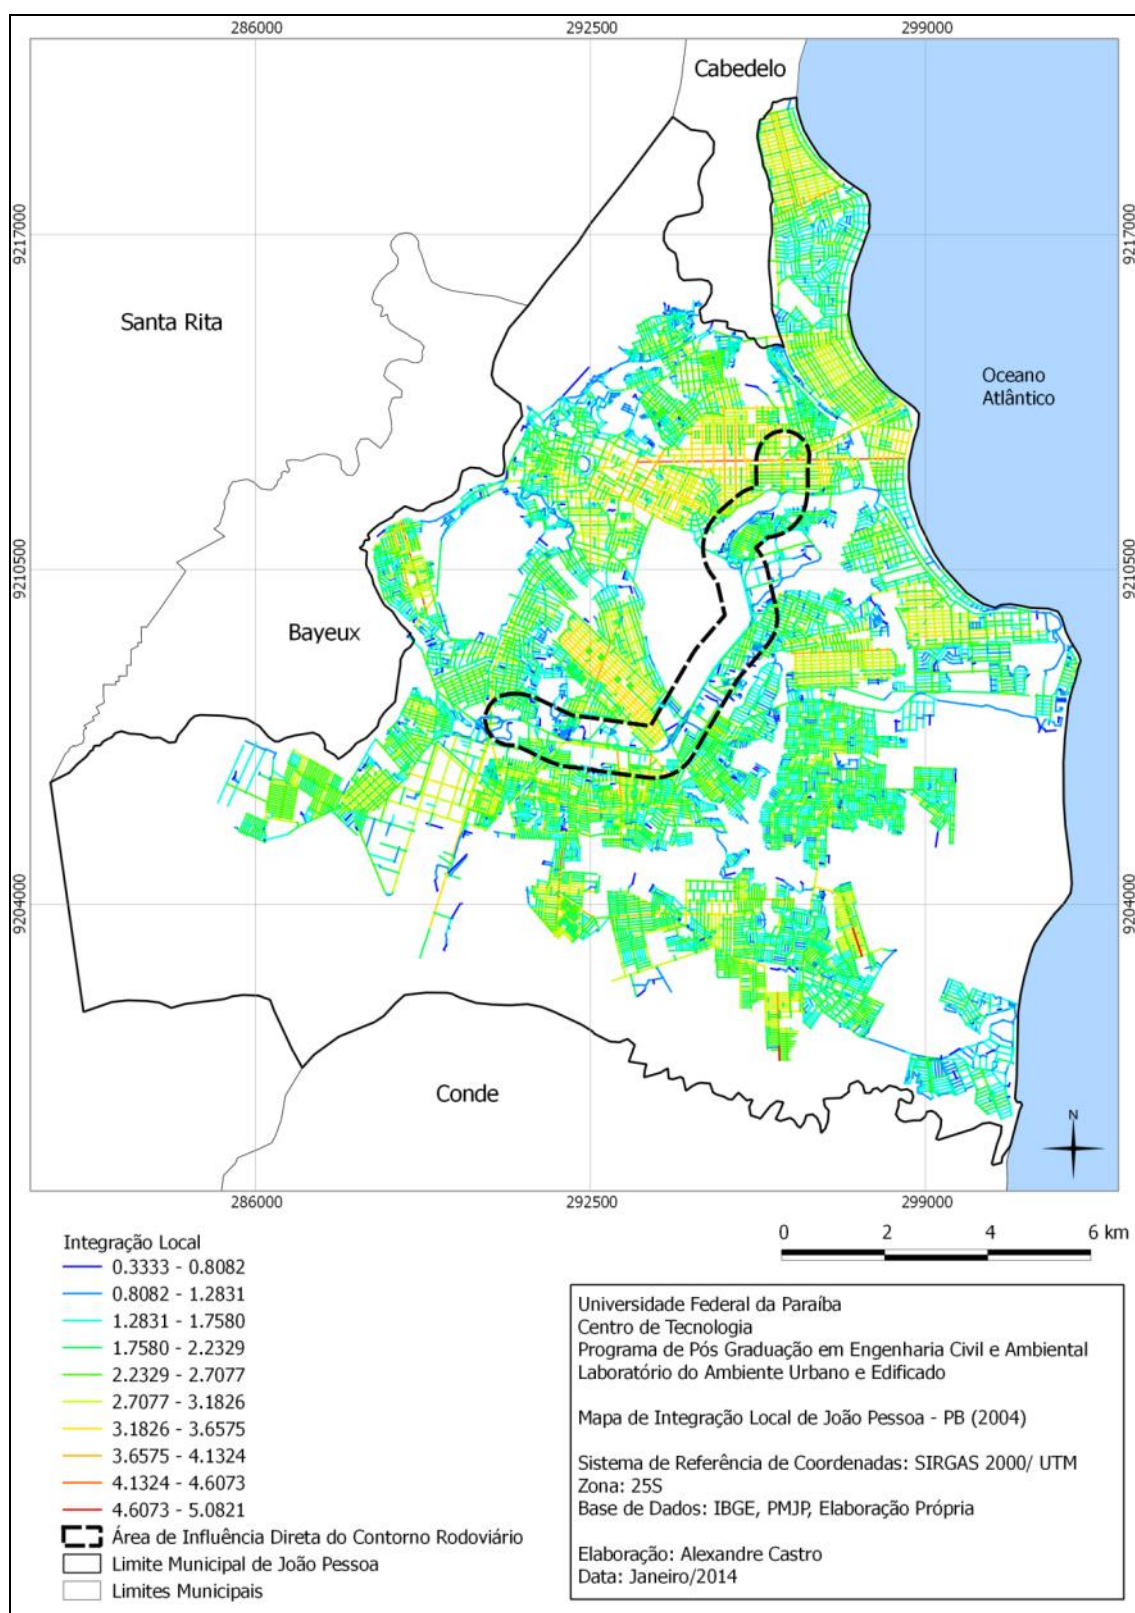 286000
292500
299000
Cabedelo
9217000
9217000
Santa Rita
Oceano
Atlântico
9210500
9210500
Bayeux
9204000
9204000
Conde
N
286000
292500
299000
Integração Local
0.3333 - 0.8082
0.8082 - 1.2831
1.2831 - 1.7580
1.7580 - 2.2329
2.2329 - 2.7077
2.7077 - 3.1826
3.1826 - 3.6575
3.6575 - 4.1324
4.1324 - 4.6073
4.6073 - 5.0821
Área de Influência Direta do Contorno Rodoviário
Limite Municipal de João Pessoa
Limites Municipais
0 2 4 6 km
Universidade Federal da Paraíba
Centro de Tecnologia
Programa de Pós Graduação em Engenharia Civil e Ambiental
Laboratório do Ambiente Urbano e Edificado
Mapa de Integração Local de João Pessoa - PB (2004)
Sistema de Referência de Coordenadas: SIRGAS 2000/ UTM
Zona: 25S
Base de Dados: IBGE, PMJP, Elaboração Própria
Elaboração: Alexandre Castro
Data: Janeiro/2014